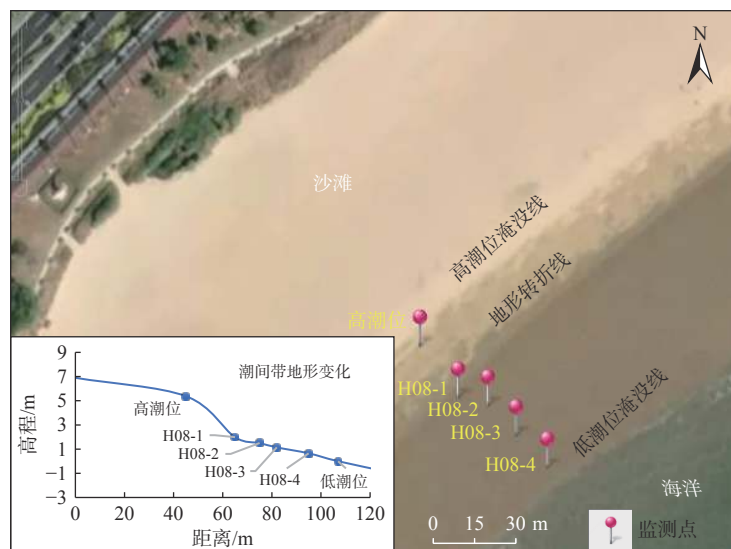 N
沙滩
高潮位淹没线
地形转折线
高潮位
H08-1
H08-2
H08-3
H08-4
低潮位淹没线
海洋
0 15 30 m
监测点
潮间带地形变化
高程/m
9
7
5
3
1
−1
−3
高潮位
H08-1
H08-2
H08-3
H08-4
低潮位
0 20 40 60 80 100 120
距离/m